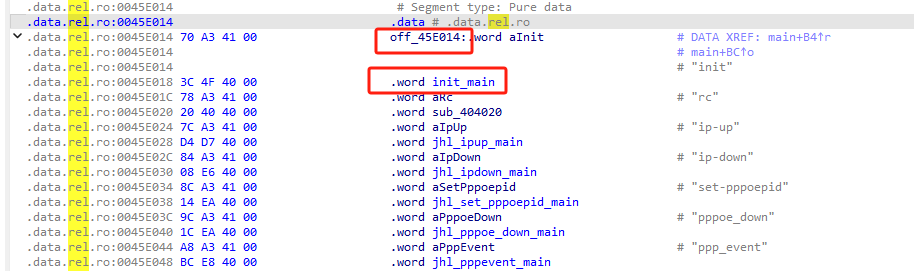 .data.rel.ro:0045E014 # Segment type: Pure data
.data.rel.ro:0045E014 .data # .data.rel.ro
.data.rel.ro:0045E014 70 A3 41 00 off_45E014:.word aInit # DATA XREF: main+B4↑r
.data.rel.ro:0045E014 # main+BC↑o
.data.rel.ro:0045E014 # "init"
.data.rel.ro:0045E018 3C 4F 40 00 .word init_main
.data.rel.ro:0045E01C 78 A3 41 00 .word aRc # "rc"
.data.rel.ro:0045E020 20 40 40 00 .word sub_404020
.data.rel.ro:0045E024 7C A3 41 00 .word aIpUp # "ip-up"
.data.rel.ro:0045E028 D4 D7 40 00 .word jhl_ipup_main
.data.rel.ro:0045E02C 84 A3 41 00 .word aIpDown # "ip-down"
.data.rel.ro:0045E030 08 E6 40 00 .word jhl_ipdown_main
.data.rel.ro:0045E034 8C A3 41 00 .word aSetPppoepid # "set-pppoepid"
.data.rel.ro:0045E038 14 EA 40 00 .word jhl_set_pppoepid_main
.data.rel.ro:0045E03C 9C A3 41 00 .word aPppoeDown # "pppoe_down"
.data.rel.ro:0045E040 1C EA 40 00 .word jhl_pppoe_down_main
.data.rel.ro:0045E044 A8 A3 41 00 .word aPppEvent # "ppp_event"
.data.rel.ro:0045E048 BC E8 40 00 .word jhl_pppevent_main